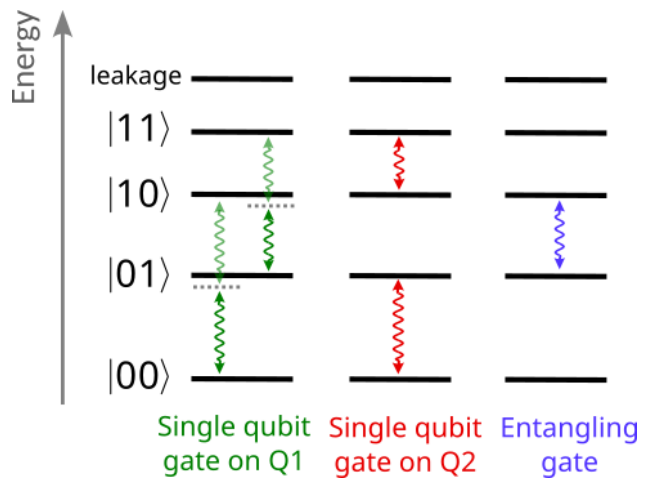 Energy
leakage
|11⟩
|10⟩
|01⟩
|00⟩
Single qubit
gate on Q1
Single qubit
gate on Q2
Entangling
gate